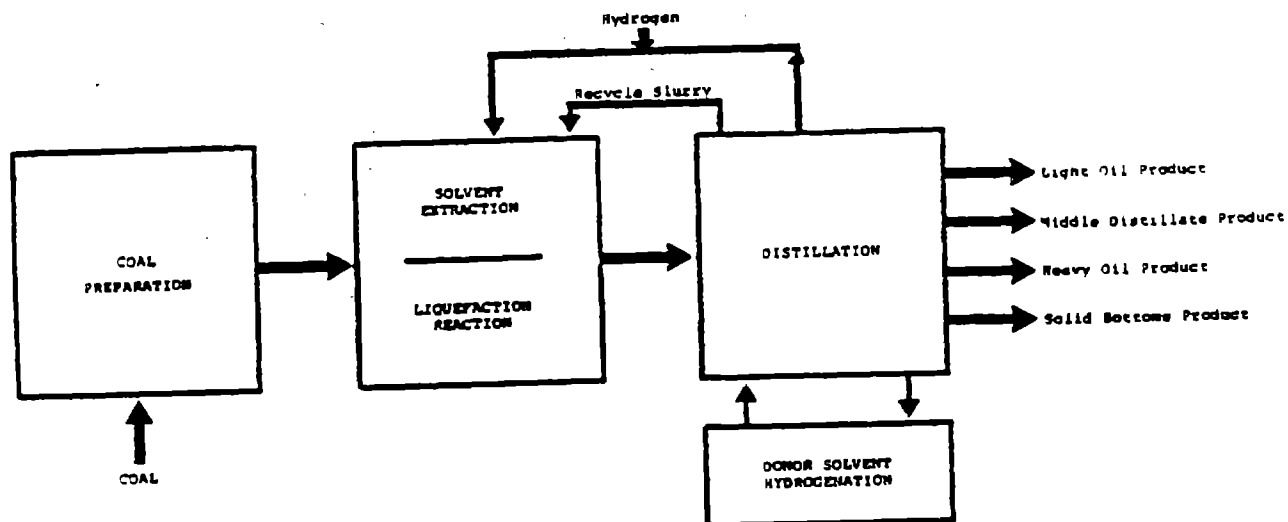 Hydrogen
Recycle Slurry
SOLVENT
EXTRACTION
LIQUEFACTION
REACTION
COAL
PREPARATION
COAL
DISTILLATION
Light Oil Product
Middle Distillate Product
Heavy Oil Product
Solid Bottoms Product
DONOR SOLVENT
HYDROGENATION